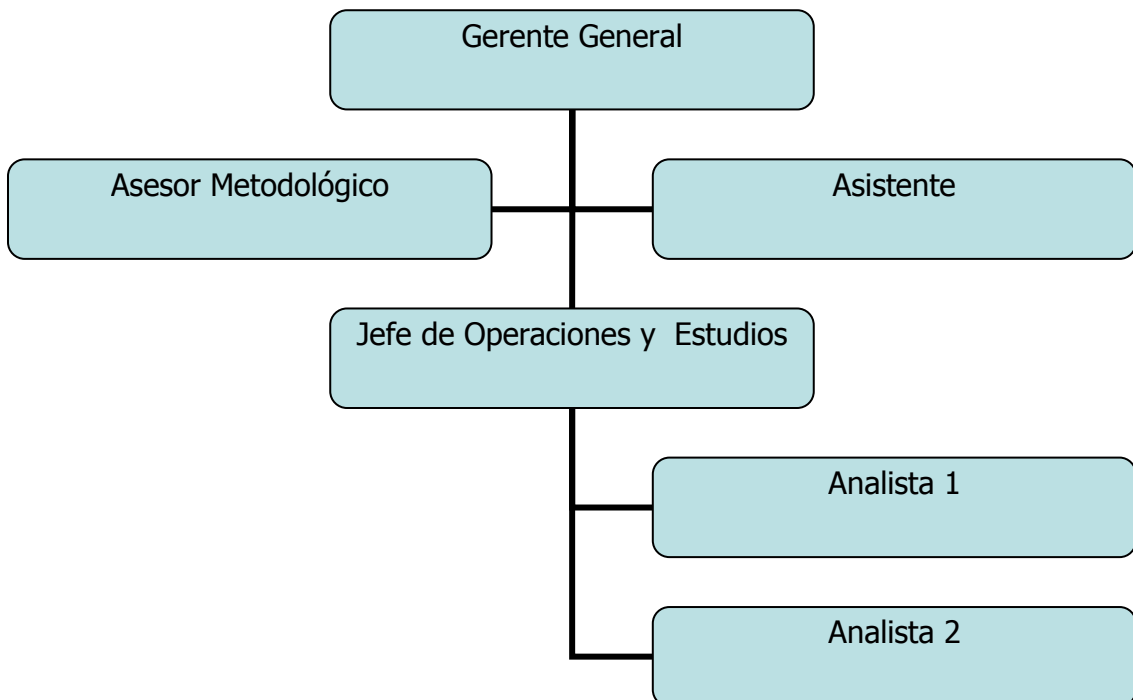 Gerente General
Asesor Metodológico
Asistente
Jefe de Operaciones y  Estudios
Analista 1
Analista 2